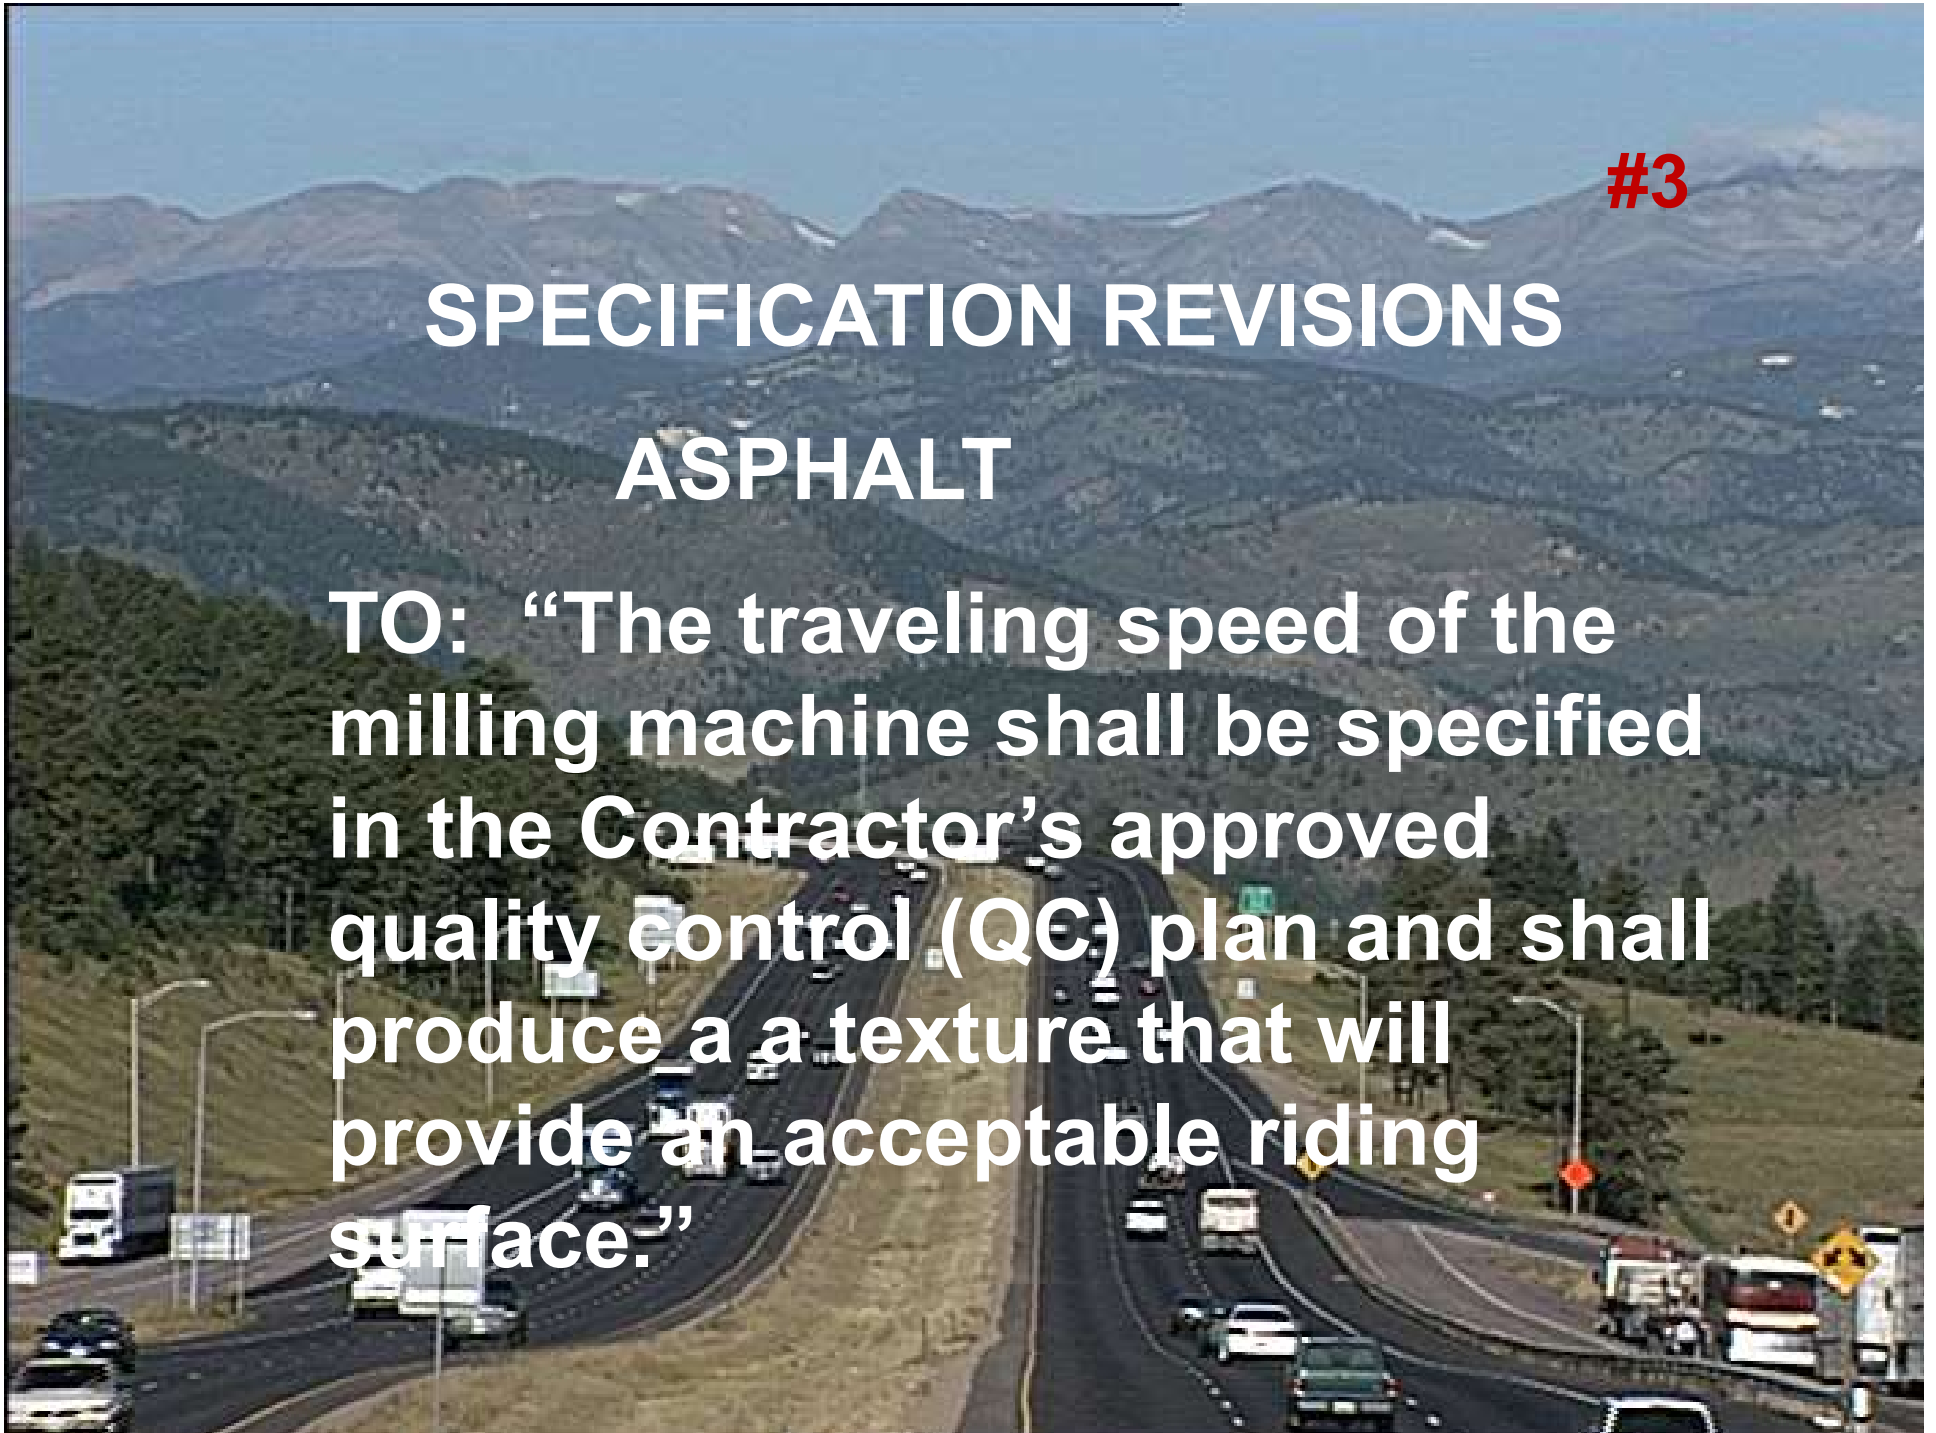 #3
SPECIFICATION REVISIONS
ASPHALT
TO:  “The traveling speed of the
milling machine shall be specified
in the Contractor’s approved
quality control (QC) plan and shall
produce a a texture that will
provide an acceptable riding
surface.”